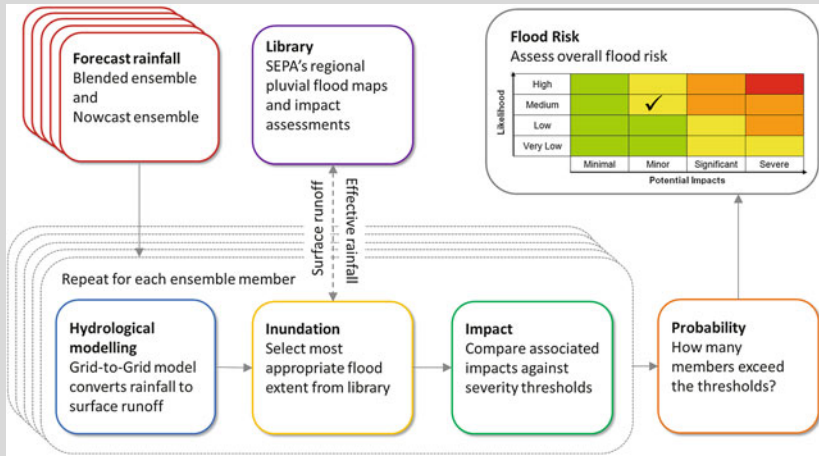 Forecast rainfall
Blended ensemble
and
Nowcast ensemble
Library
SEPA's regional
pluvial flood maps
and impact
assessments
Flood Risk
Assess overall flood risk
Likelihood
High
Medium
Low
Very Low
Minimal
Minor
Significant
Severe
Potential Impacts
Surface runoff
Effective rainfall
Repeat for each ensemble member
Hydrological
modelling
Grid-to-Grid model
converts rainfall to
surface runoff
Inundation
Select most
appropriate flood
extent from library
Impact
Compare associated
impacts against
severity thresholds
Probability
How many
members exceed
the thresholds?